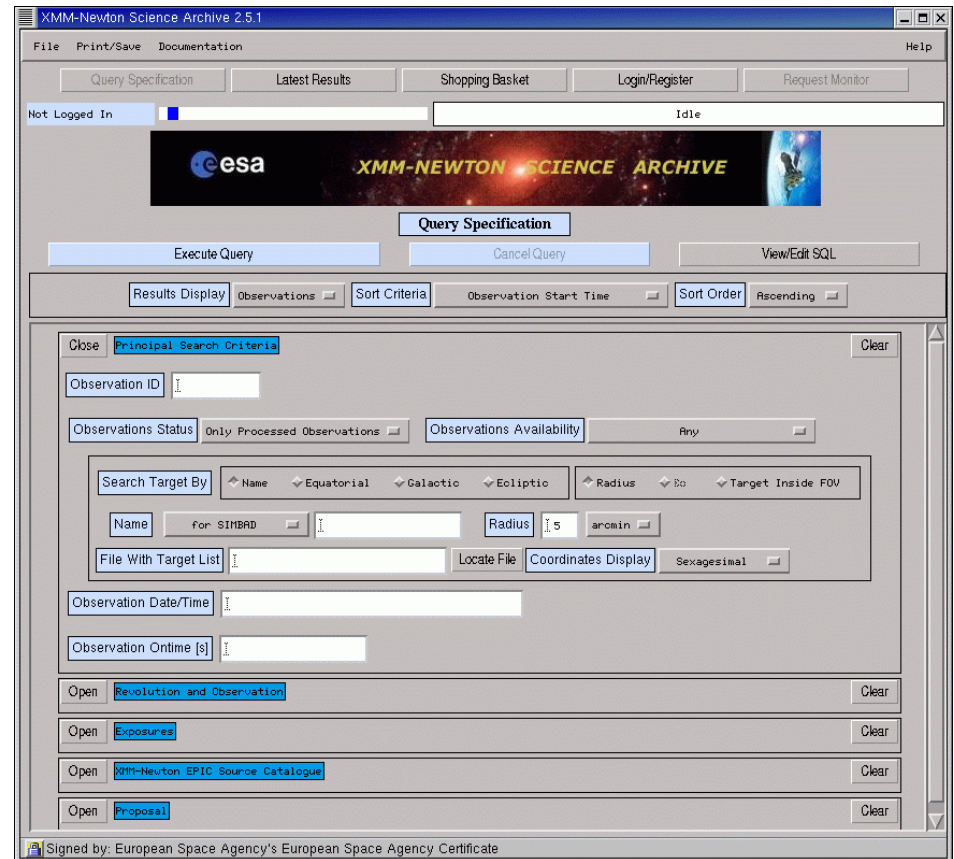 XMM-Newton Science Archive 2.5.1
File Print/Save Documentation Help
Query Specification Latest Results Shopping Basket Login/Register Request Monitor
Not Logged In Idle
esa XMM-NEWTON SCIENCE ARCHIVE
Query Specification
Execute Query Cancel Query View/Edit SQL
Results Display Observations Sort Criteria Observation Start Time Sort Order Ascending
Close Principal Search Criteria Clear
Observation ID
Observations Status Only Processed Observations Observations Availability Any
Search Target By Name Equatorial Galactic Ecliptic Radius Target Inside FOV
Name for SIMBAD Radius 5 arcmin
File With Target List Locate File Coordinates Display Sexagesimal
Observation Date/Time
Observation Ontime [s]
Open Revolution and Observation Clear
Open Exposures Clear
Open XMM-Newton EPIC Source Catalogue Clear
Open Proposal Clear
Signed by: European Space Agency's European Space Agency Certificate